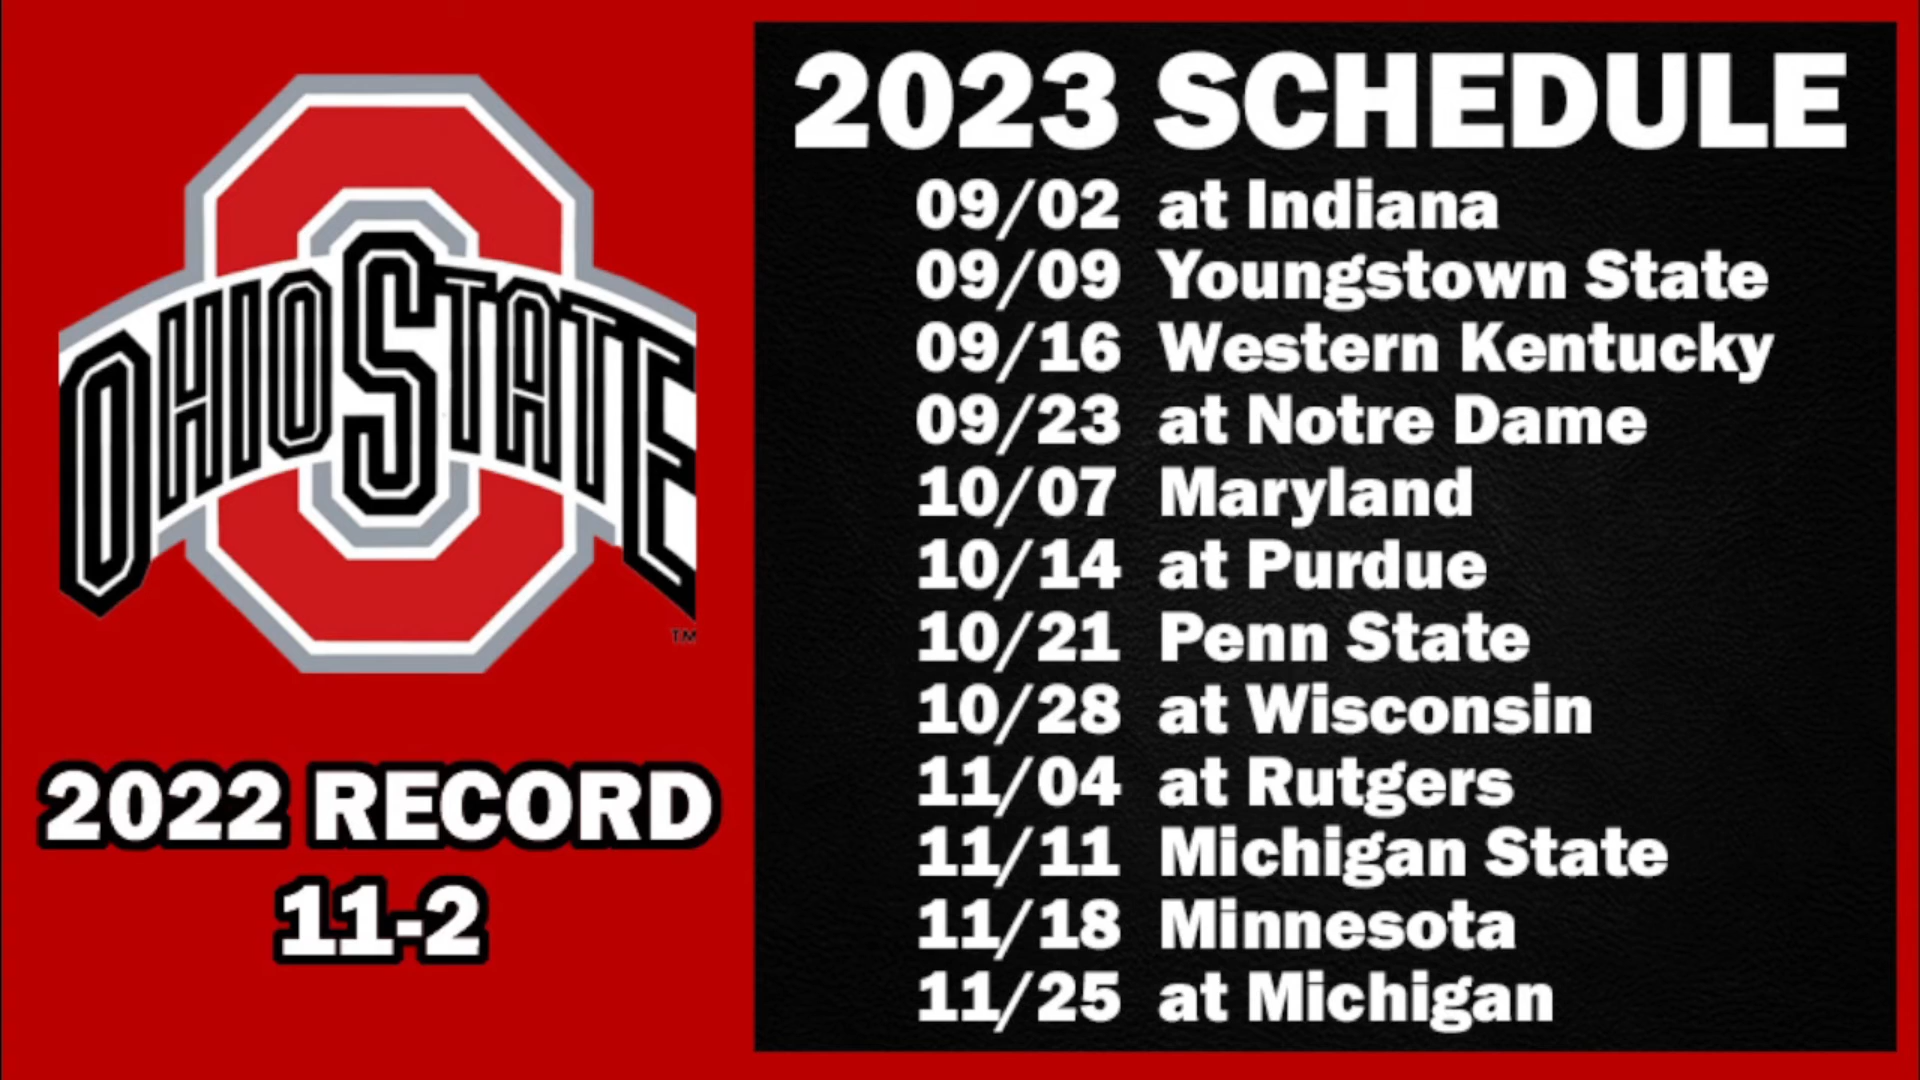 OHIO STATE
TM
2022 RECORD
11-2
2023 SCHEDULE
09/02 at Indiana
09/09 Youngstown State
09/16 Western Kentucky
09/23 at Notre Dame
10/07 Maryland
10/14 at Purdue
10/21 Penn State
10/28 at Wisconsin
11/04 at Rutgers
11/11 Michigan State
11/18 Minnesota
11/25 at Michigan